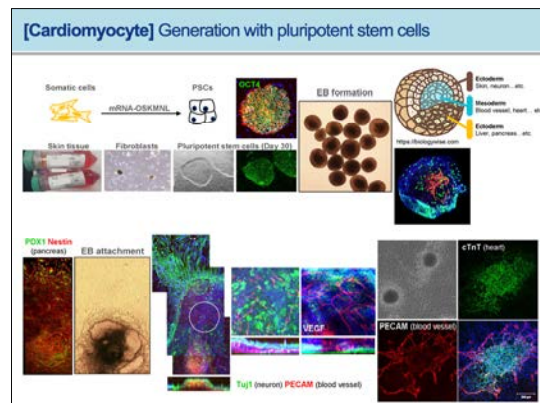 [Cardiomyocyte] Generation with pluripotent stem cells
Somatic cells
mRNA-OSKMNL
PSCs
OCT4
EB formation
Ectoderm
Skin, neuron... etc.
Mesoderm
Blood vessel, heart... etc
Ectoderm
Liver, pancreas... etc.
https://biologywise.com
Skin tissue
Fibroblasts
Pluripotent stem cells (Day 30)
PDX1 Nestin
(pancreas)
EB attachment
VEGF
cTnT (heart)
PECAM (blood vessel)
Tuj1 (neuron) PECAM (blood vessel)